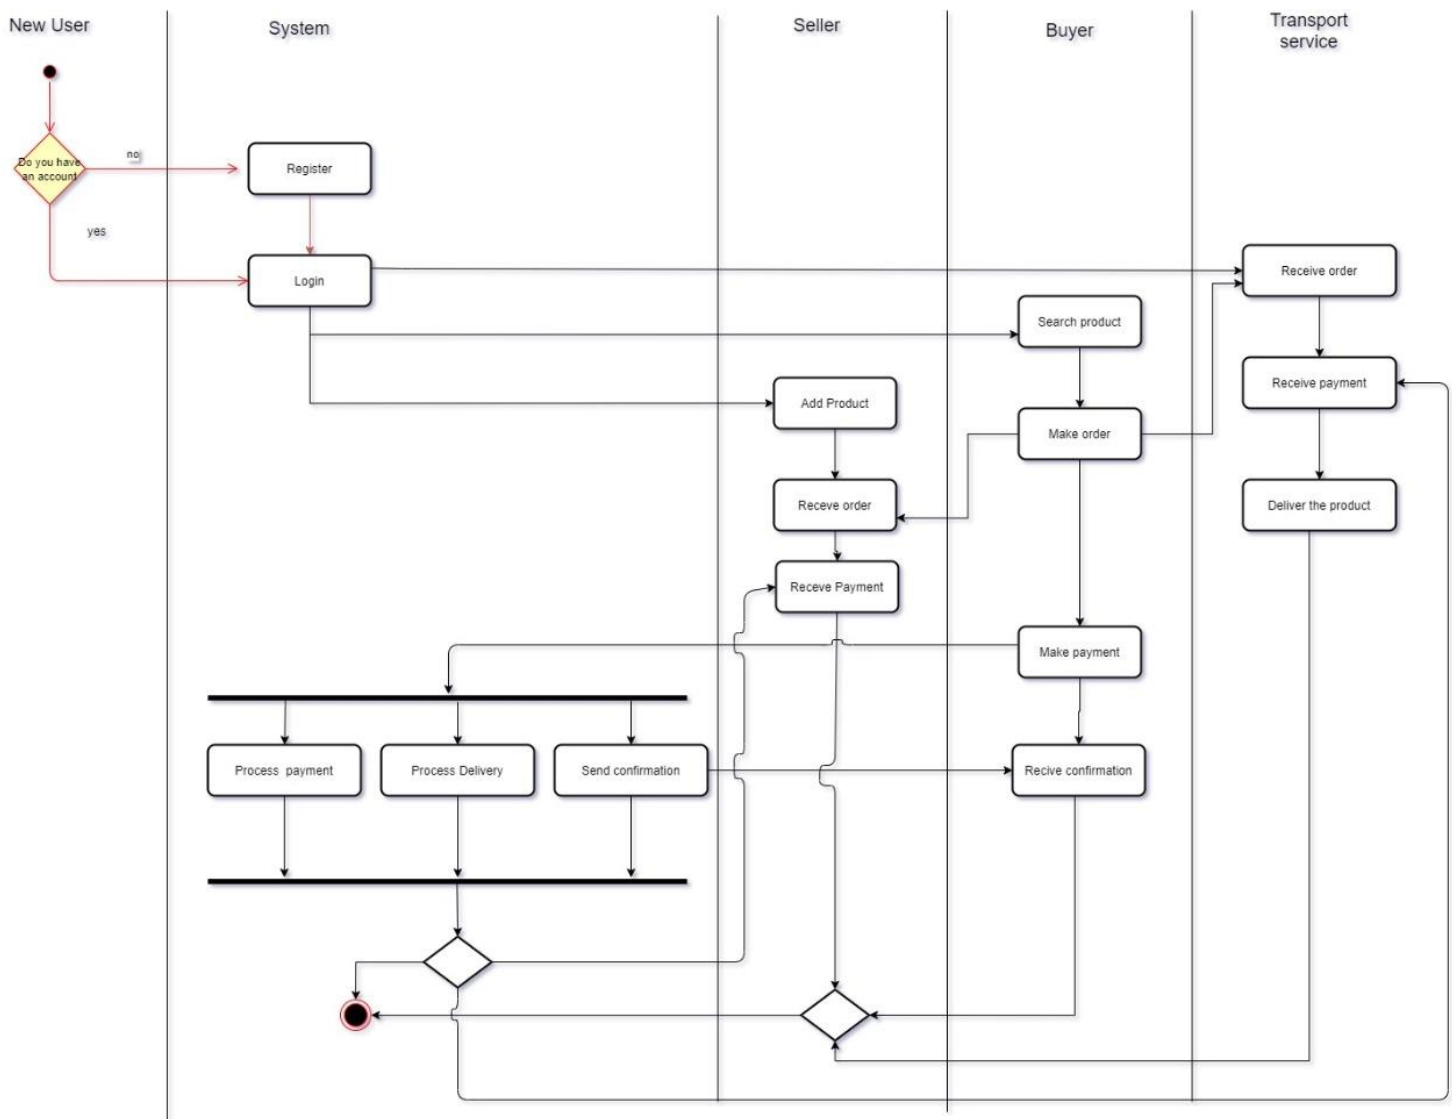 New User
System
Seller
Buyer
Transport
service
Do you have
an account
no
yes
Register
Login
Receive order
Search product
Receive payment
Add Product
Make order
Receve order
Deliver the product
Receve Payment
Make payment
Process payment
Process Delivery
Send confirmation
Recive confirmation